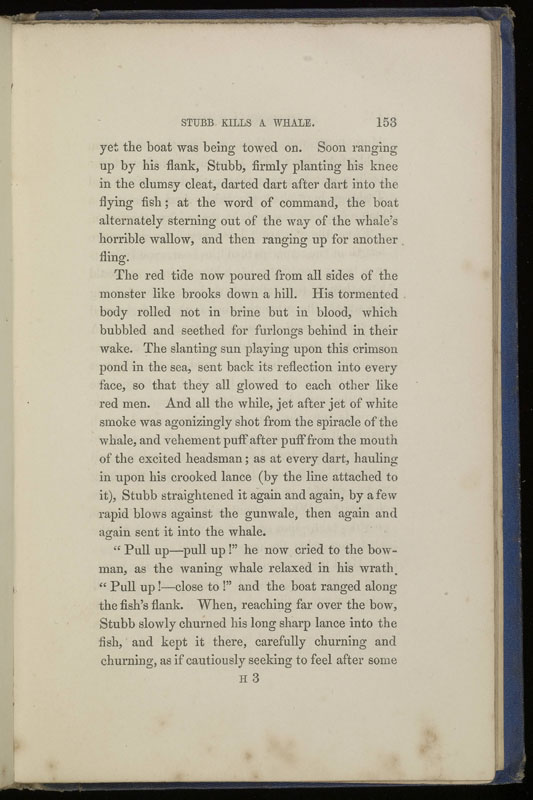 STUBB KILLS A WHALE. 153
yet the boat was being towed on. Soon ranging
up by his flank, Stubb, firmly planting his knee
in the clumsy cleat, darted dart after dart into the
flying fish; at the word of command, the boat
alternately sterning out of the way of the whale's
horrible wallow, and then ranging up for another
fling.
The red tide now poured from all sides of the
monster like brooks down a hill. His tormented
body rolled not in brine but in blood, which
bubbled and seethed for furlongs behind in their
wake. The slanting sun playing upon this crimson
pond in the sea, sent back its reflection into every
face, so that they all glowed to each other like
red men. And all the while, jet after jet of white
smoke was agonizingly shot from the spiracle of the
whale, and vehement puff after puff from the mouth
of the excited headsman; as at every dart, hauling
in upon his crooked lance (by the line attached to
it), Stubb straightened it again and again, by a few
rapid blows against the gunwale, then again and
again sent it into the whale.
"Pull up—pull up!" he now cried to the bow-
man, as the waning whale relaxed in his wrath.
"Pull up!—close to!" and the boat ranged along
the fish's flank. When, reaching far over the bow,
Stubb slowly churned his long sharp lance into the
fish, and kept it there, carefully churning and
churning, as if cautiously seeking to feel after some
H 3